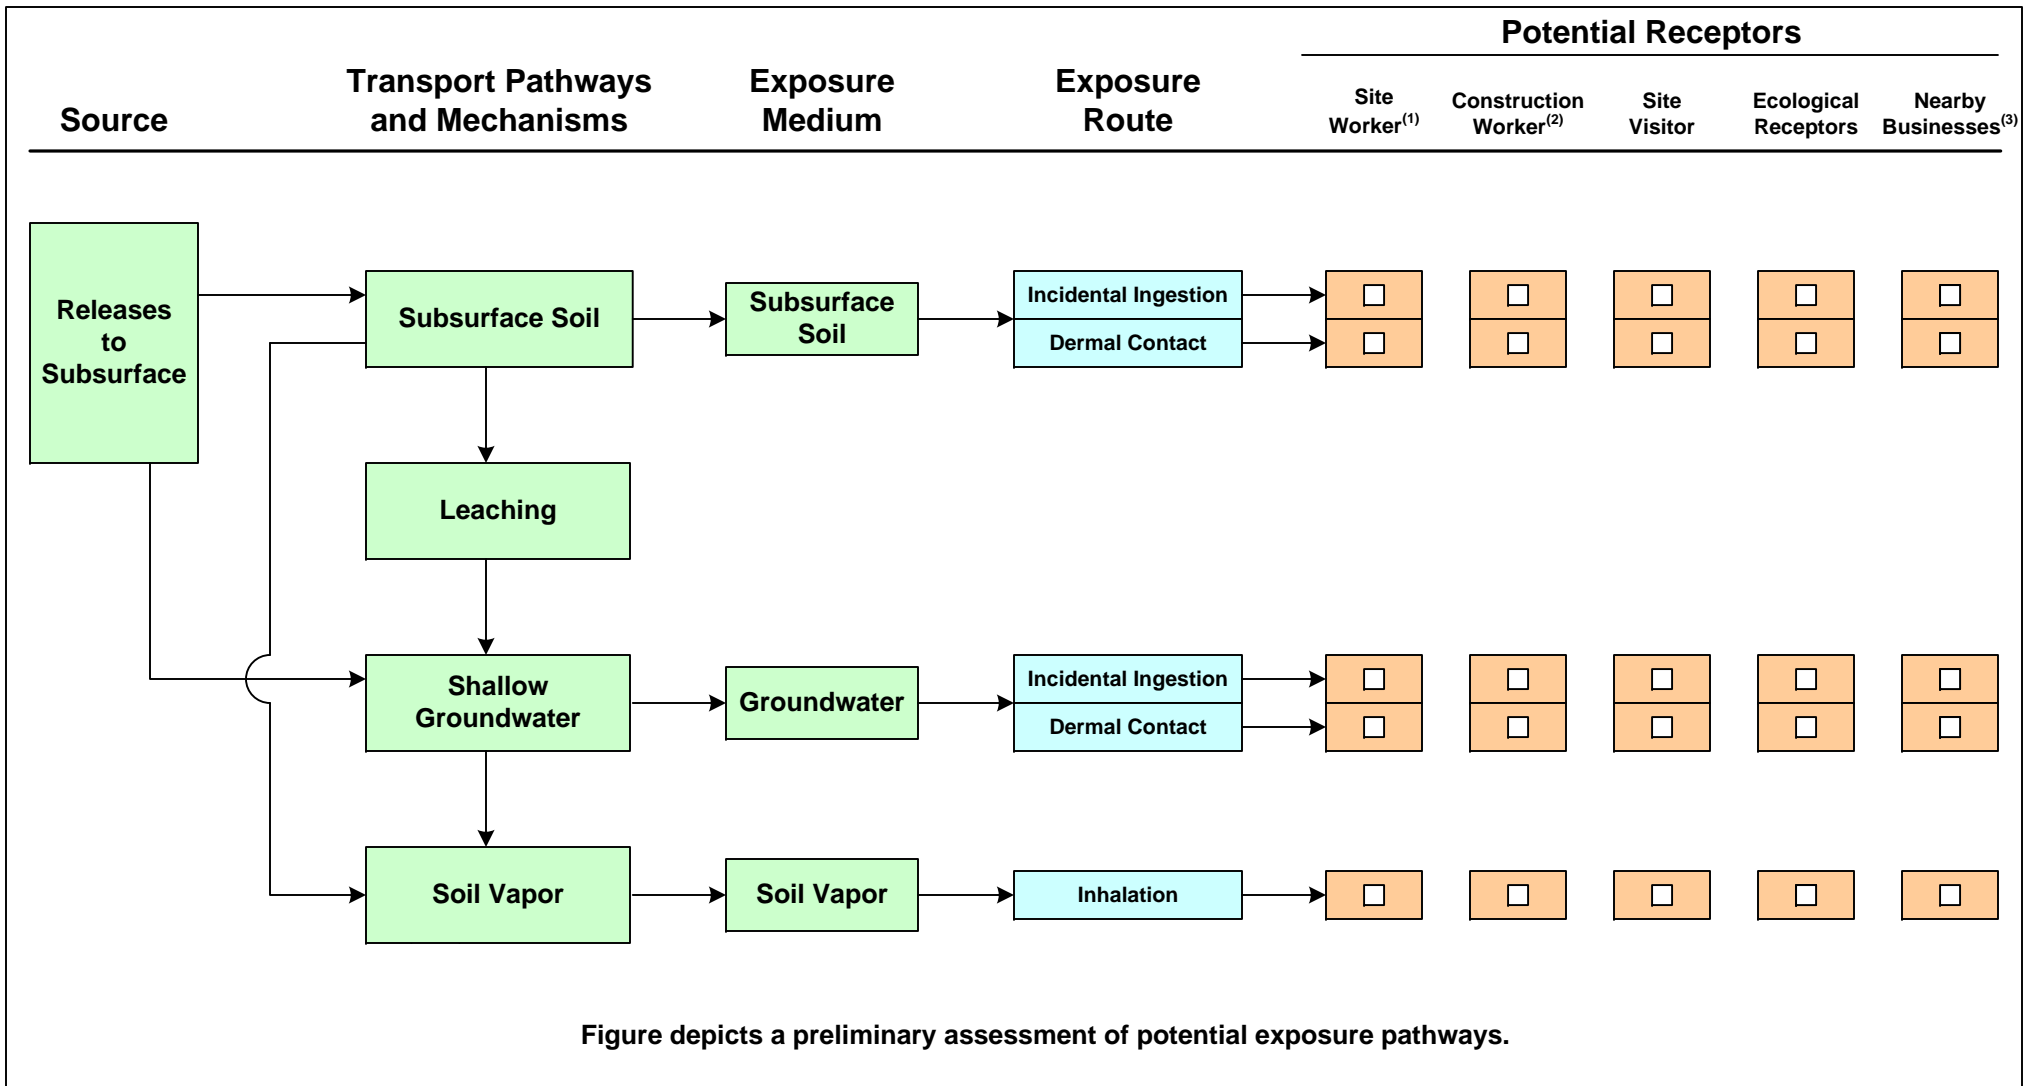 Potential Receptors
Source
Transport Pathways
and Mechanisms
Exposure
Medium
Exposure
Route
Site
Worker(1)
Construction
Worker(2)
Site
Visitor
Ecological
Receptors
Nearby
Businesses(3)
Releases
to
Subsurface
Subsurface Soil
Subsurface
Soil
Incidental Ingestion
Dermal Contact
Leaching
Shallow
Groundwater
Groundwater
Incidental Ingestion
Dermal Contact
Soil Vapor
Soil Vapor
Inhalation
Figure depicts a preliminary assessment of potential exposure pathways.